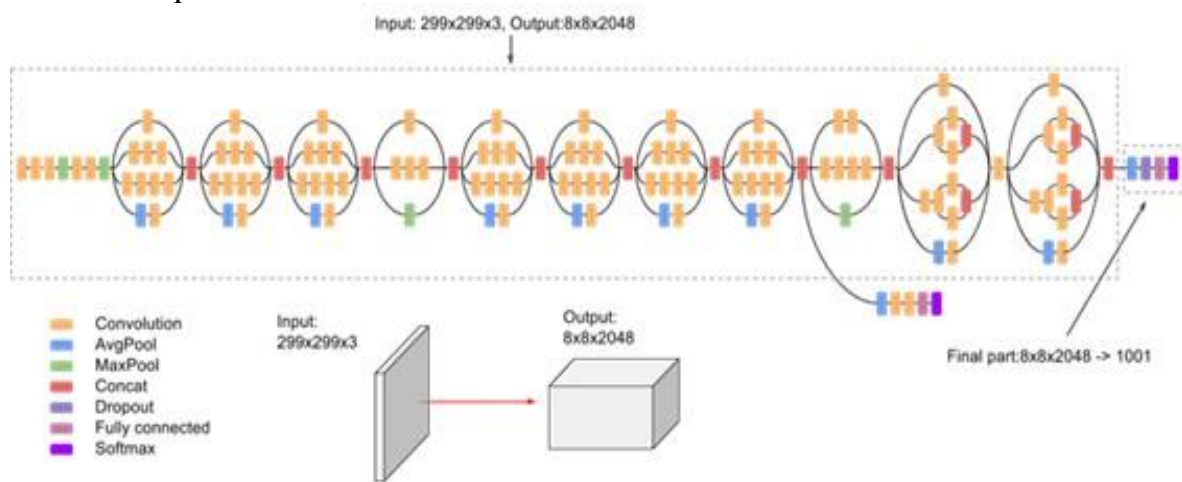 Input: 299x299x3, Output:8x8x2048
Convolution
AvgPool
MaxPool
Concat
Dropout
Fully connected
Softmax
Input:
299x299x3
Output:
8x8x2048
Final part:8x8x2048 -> 1001